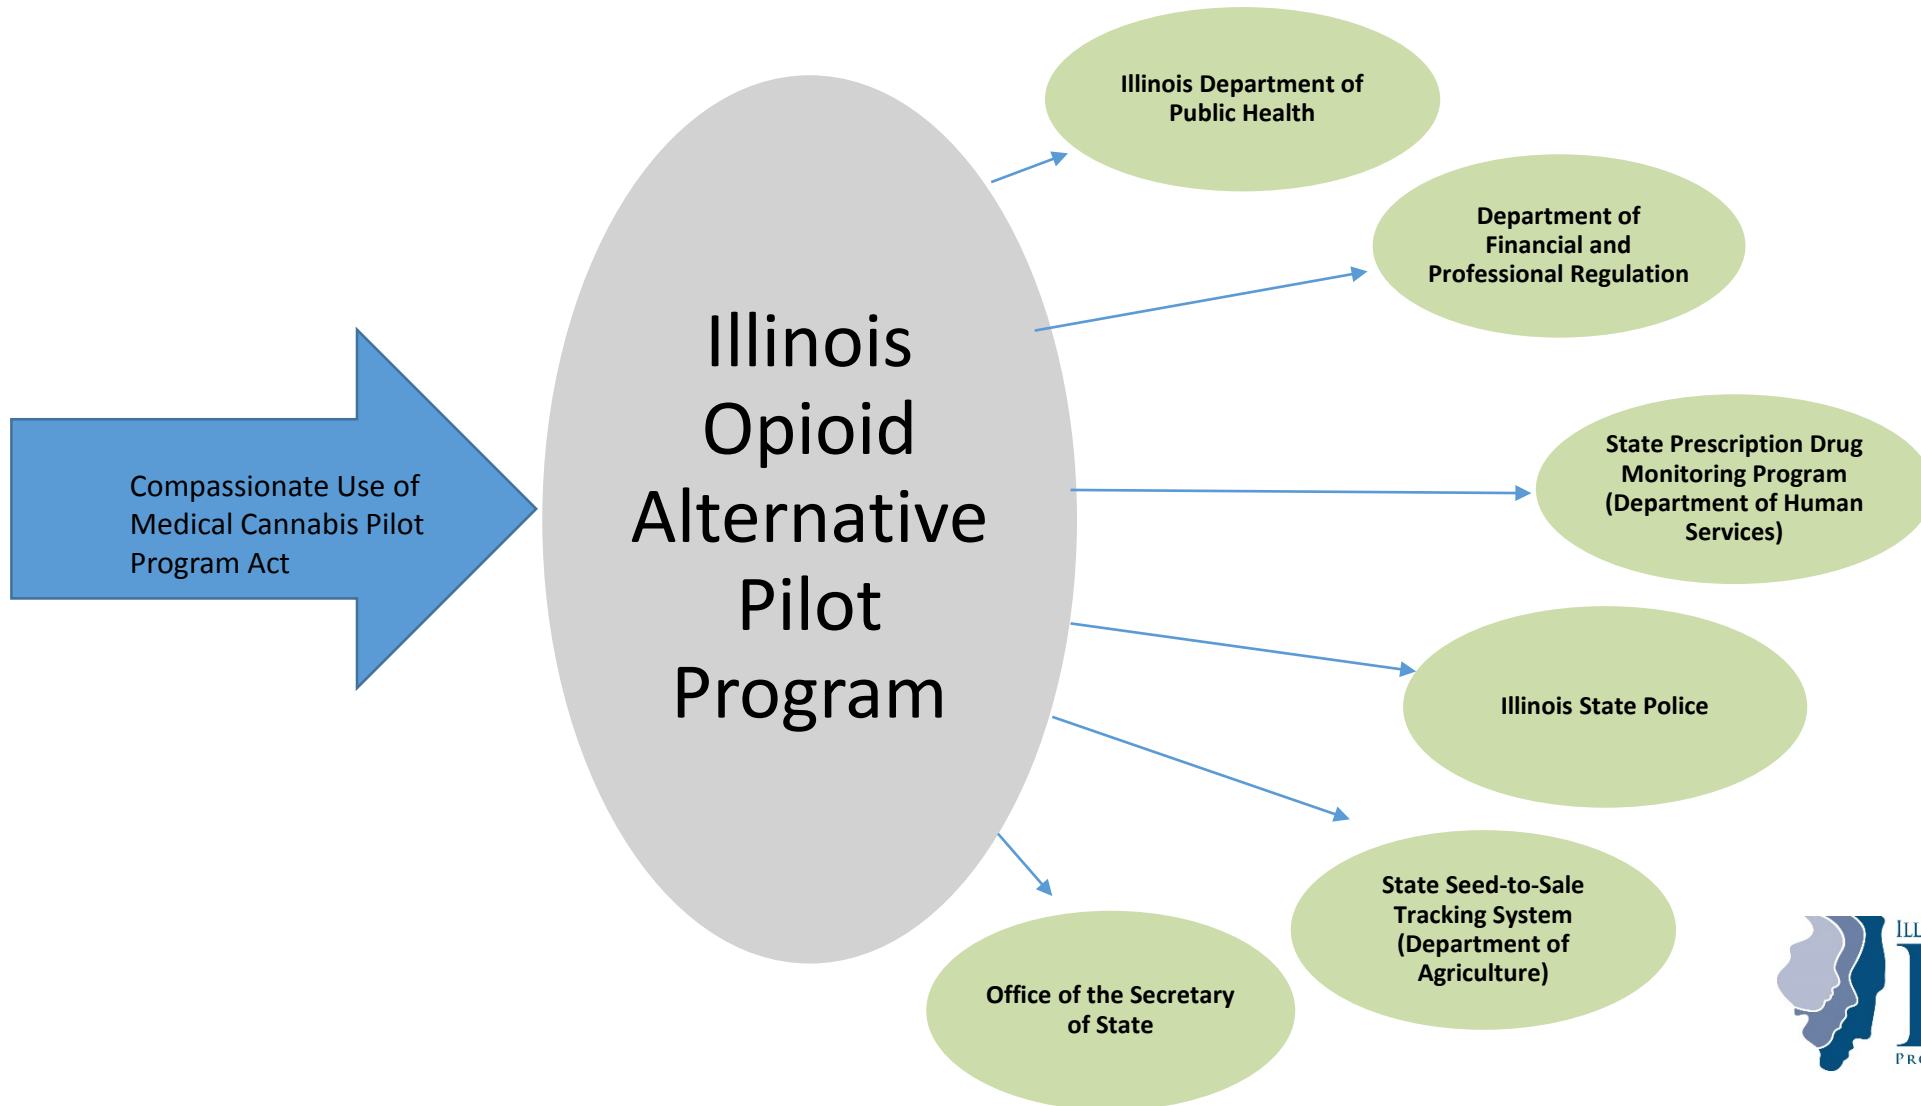 Illinois Department of
Public Health
Department of
Financial and
Professional Regulation
Illinois
Opioid
Alternative
Pilot
Program
Compassionate Use of
Medical Cannabis Pilot
Program Act
State Prescription Drug
Monitoring Program
(Department of Human
Services)
Illinois State Police
State Seed-to-Sale
Tracking System
(Department of
Agriculture)
Office of the Secretary
of State